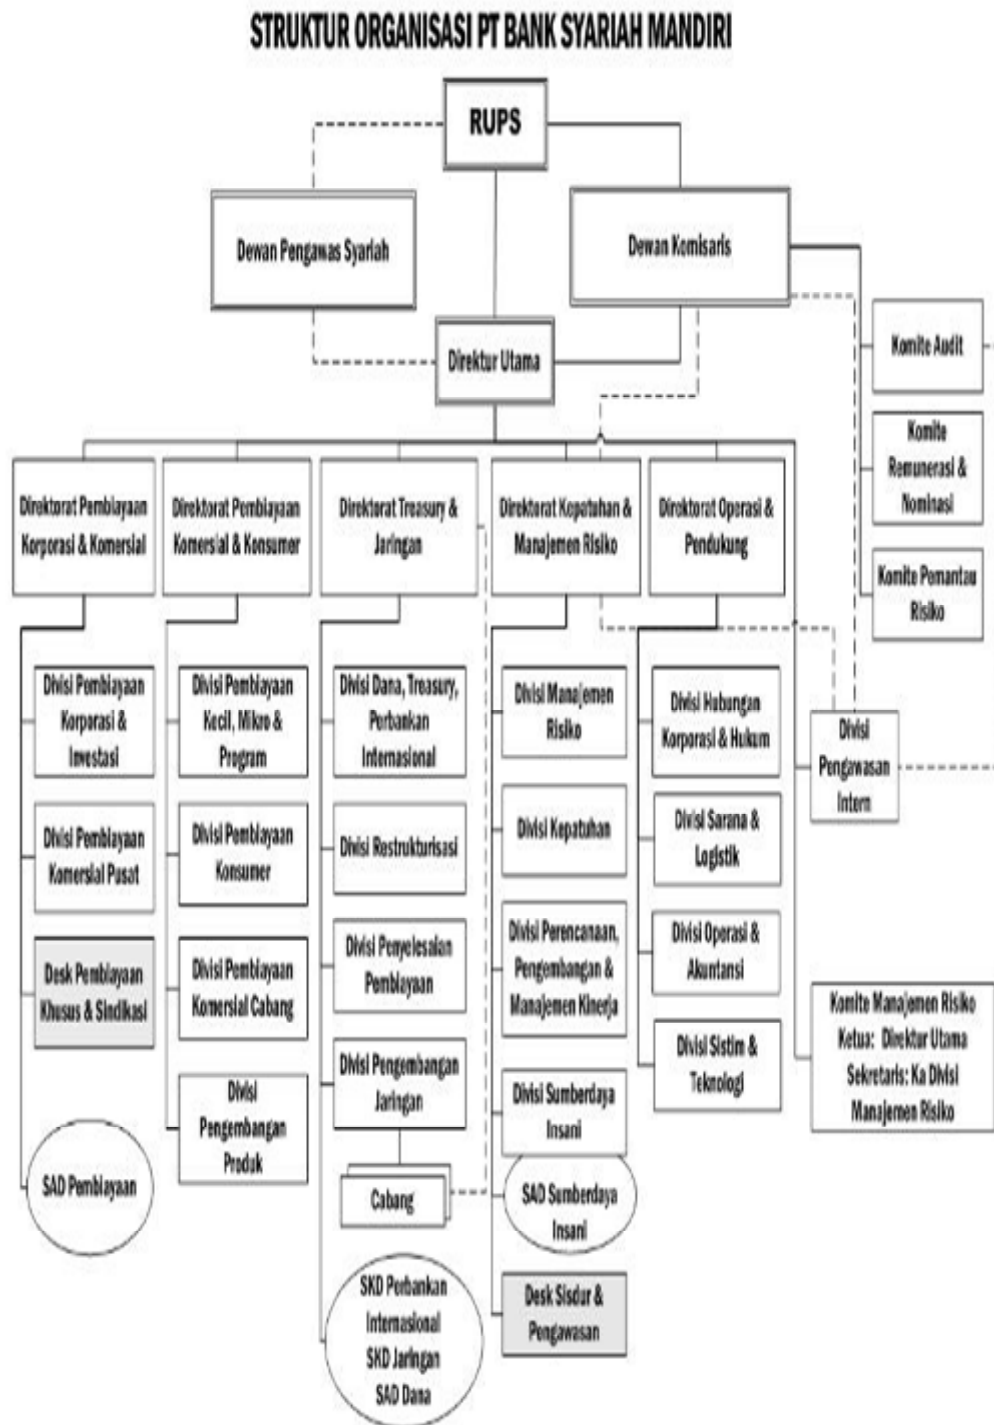 STRUKTUR ORGANISASI PT BANK SYARIAH MANDIRI
RUPS
Dewan Pengawas Syariah
Dewan Komisaris
Direktur Utama
Komite Audit
Komite
Remunerasi &
Nominasi
Komite Pemantau
Risiko
Direktorat Pembiayaan
Korporasi & Komersial
Direktorat Pembiayaan
Komersial & Konsumer
Direktorat Treasury &
Jaringan
Direktorat Kepatuhan &
Manajemen Risiko
Direktorat Operasi &
Pendukung
Divisi Pembiayaan
Korporasi &
Investasi
Divisi Pembiayaan
Komersial Pusat
Desk Pembiayaan
Khusus & Sindikasi
SAD Pembiayaan
Divisi Pembiayaan
Kecil, Mikro &
Program
Divisi Pembiayaan
Konsumer
Divisi Pembiayaan
Komersial Cabang
Divisi
Pengembangan
Produk
Divisi Dana, Treasury,
Perbankan
Internasional
Divisi Restrukturisasi
Divisi Penyelesaian
Pembiayaan
Divisi Pengembangan
Jaringan
Cabang
SKD Perbankan
Internasional
SKD Jaringan
SAD Dana
Divisi Manajemen
Risiko
Divisi Kepatuhan
Divisi Perencanaan,
Pengembangan &
Manajemen Kinerja
Divisi Sumberdaya
Insani
SAD Sumberdaya
Insani
Desk Sisdur &
Pengawasan
Divisi Hubungan
Korporasi & Hukum
Divisi Sarana &
Logistik
Divisi Operasi &
Akuntansi
Divisi Sistim &
Teknologi
Divisi
Pengawasan
Intern
Komite Manajemen Risiko
Ketua: Direktur Utama
Sekretaris: Ka Divisi
Manajemen Risiko